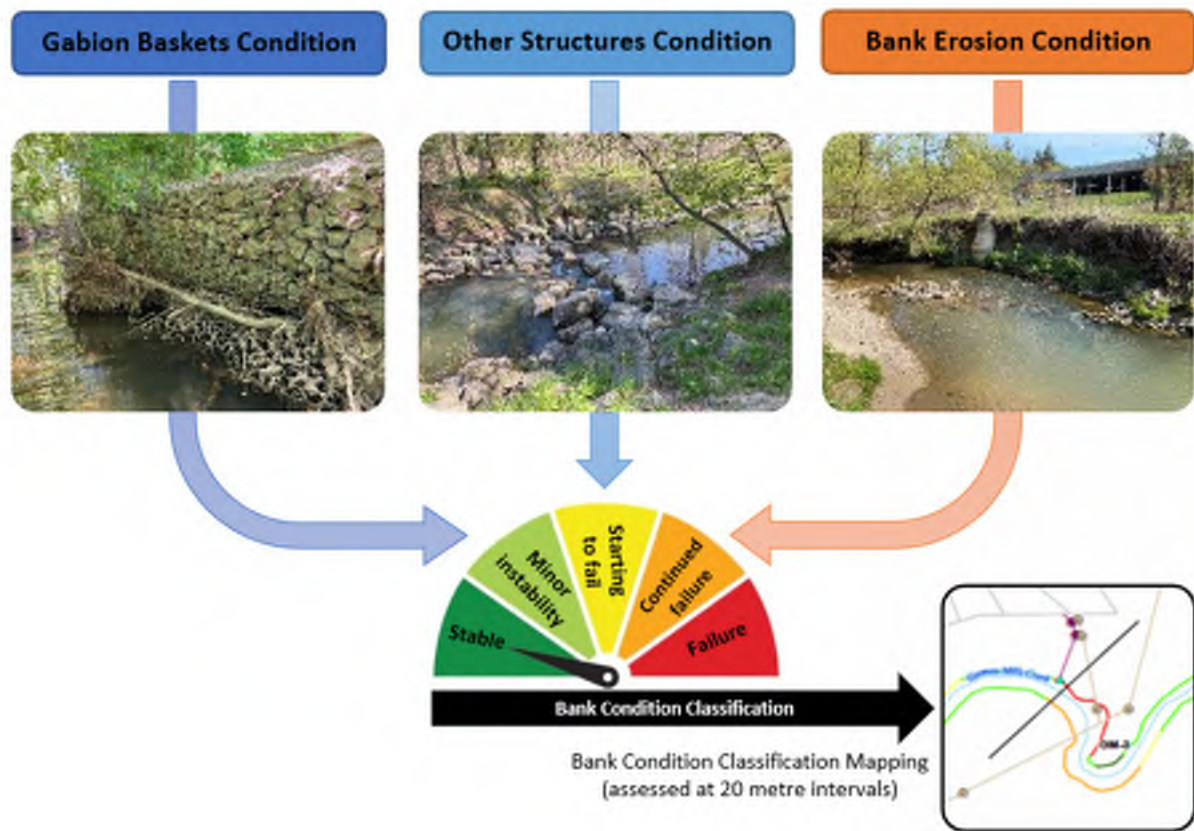 Gabion Baskets Condition
Other Structures Condition
Bank Erosion Condition
Stable
Minor
instability
Starting
to fail
Continued
failure
Failure
Bank Condition Classification
Bank Condition Classification Mapping
(assessed at 20 metre intervals)